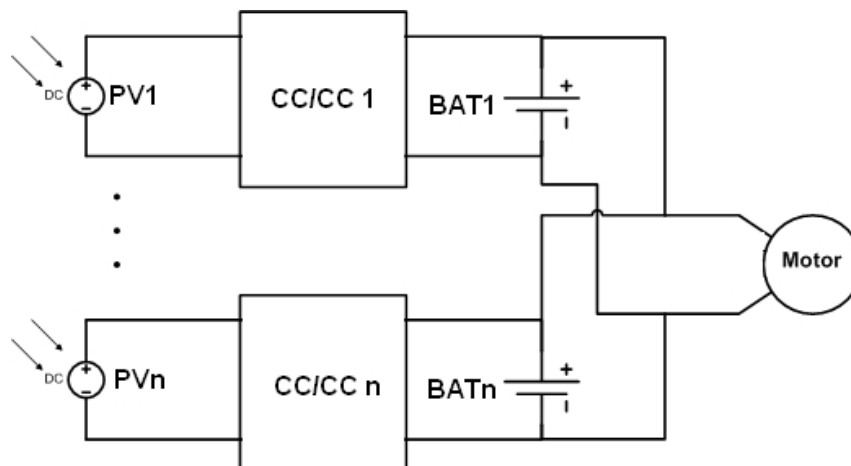 DC
PV1
CC/CC 1
BAT1
Motor
DC
PVn
CC/CC n
BATn